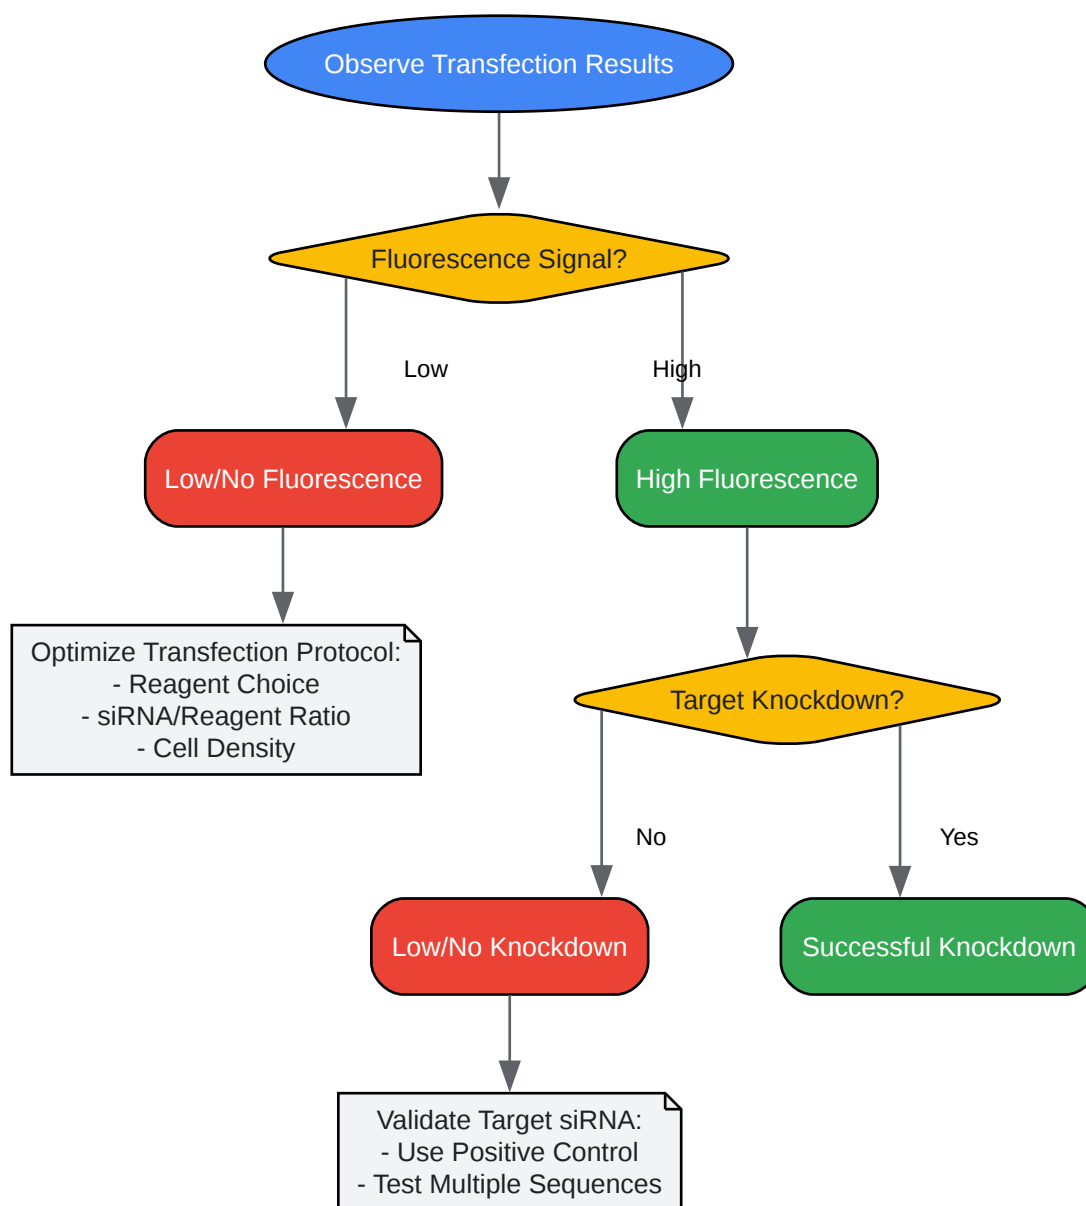 Observe Transfection Results
Fluorescence Signal?
Low
High
Low/No Fluorescence
High Fluorescence
Optimize Transfection Protocol:
- Reagent Choice
- siRNA/Reagent Ratio
- Cell Density
Target Knockdown?
No
Yes
Low/No Knockdown
Successful Knockdown
Validate Target siRNA:
- Use Positive Control
- Test Multiple Sequences